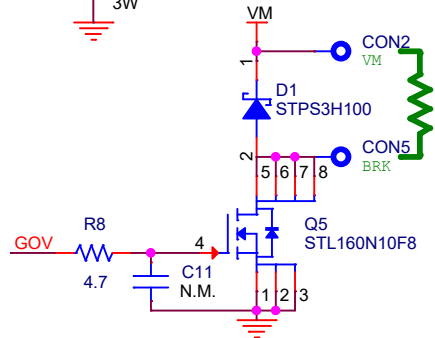 3W
VM
1
CON2
VM
D1
STPS3H100
2
CON5
BRK
5
6
7
8
R8
Q5
STL160N10F8
GOV
4
4.7
C11
N.M.
1
2
3